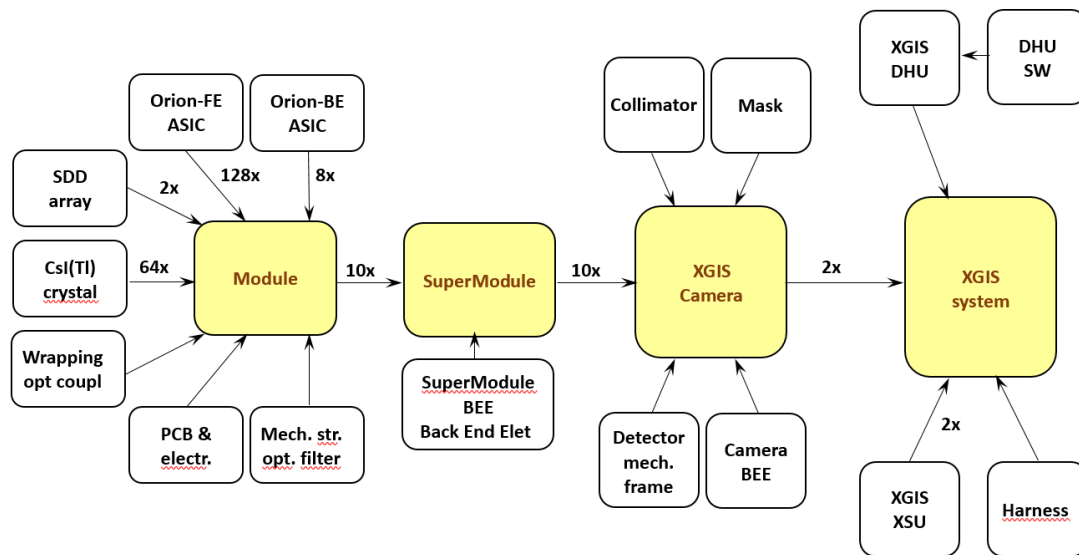 Orion-FE
ASIC
Orion-BE
ASIC
SDD
array
2x
128x
8x
CsI(Tl)
crystal
64x
Wrapping
opt coupl
PCB &
electr.
Mech. str.
opt. filter
Module
10x
SuperModule
SuperModule
BEE
Back End Elet
10x
Collimator
Mask
XGIS
Camera
Detector
mech.
frame
Camera
BEE
2x
XGIS
DHU
DHU
SW
XGIS
system
2x
XGIS
XSU
Harness